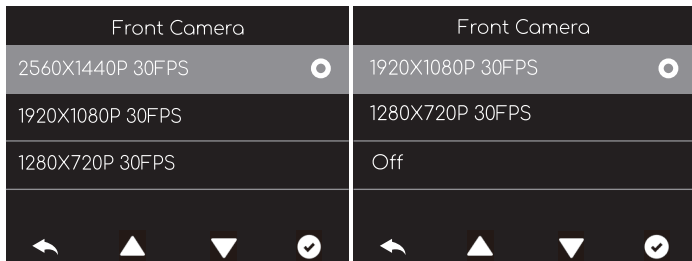 Front Camera
2560X1440P 30FPS
1920X1080P 30FPS
1280X720P 30FPS
Front Camera
1920X1080P 30FPS
1280X720P 30FPS
Off